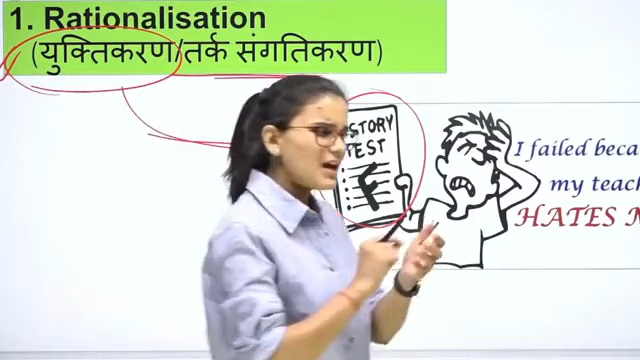 1. Rationalisation
(युक्तिकरण/तर्क संगतिकरण)
STORY
TEST
F
I failed beca
my teach
HATES M